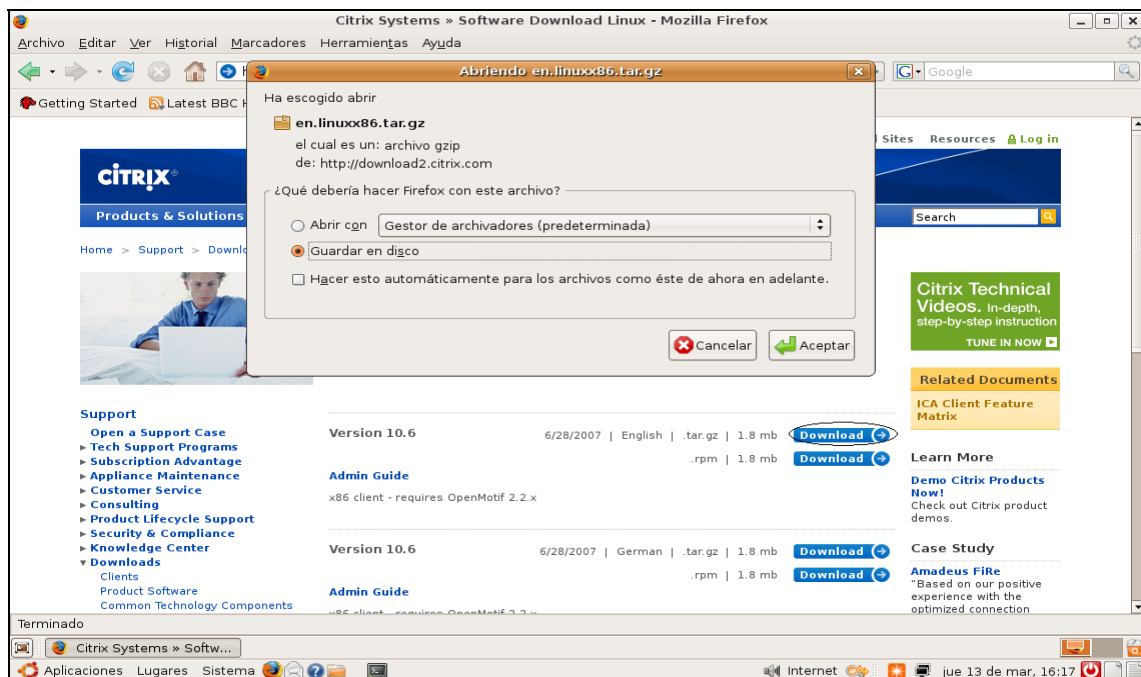 Citrix Systems » Software Download Linux - Mozilla Firefox
Archivo Editar Ver Historial Marcadores Herramientas Ayuda
Google
Getting Started Latest BBC
Abriendo en.linuxx86.tar.gz
Ha escogido abrir
en.linuxx86.tar.gz
el cual es un: archivo gzip
de: http://download2.citrix.com
¿Qué debería hacer Firefox con este archivo?
Abrir con Gestor de archivadores (predeterminada)
Guardar en disco
Hacer esto automáticamente para los archivos como éste de ahora en adelante.
Cancelar Aceptar
Sites Resources Log in
CITRIX®
Products & Solutions
Search
Home > Support > Downlo
Citrix Technical
Videos. In-depth,
step-by-step instruction
TUNE IN NOW
Related Documents
ICA Client Feature
Matrix
Learn More
Demo Citrix Products
Now!
Check out Citrix product
demos.
Case Study
Amadeus FiRe
"Based on our positive
experience with the
optimized connection
Support
Open a Support Case
Tech Support Programs
Subscription Advantage
Appliance Maintenance
Customer Service
Consulting
Product Lifecycle Support
Security & Compliance
Knowledge Center
Downloads
Clients
Product Software
Common Technology Components
Version 10.6 6/28/2007 | English | .tar.gz | 1.8 mb Download
.rpm | 1.8 mb Download
Admin Guide
x86 client - requires OpenMotif 2.2.x
Version 10.6 6/28/2007 | German | .tar.gz | 1.8 mb Download
.rpm | 1.8 mb Download
Admin Guide
x86 client - requires OpenMotif 2.2.x
Terminado
Citrix Systems » Softw...
Aplicaciones Lugares Sistema Internet jue 13 de mar, 16:17